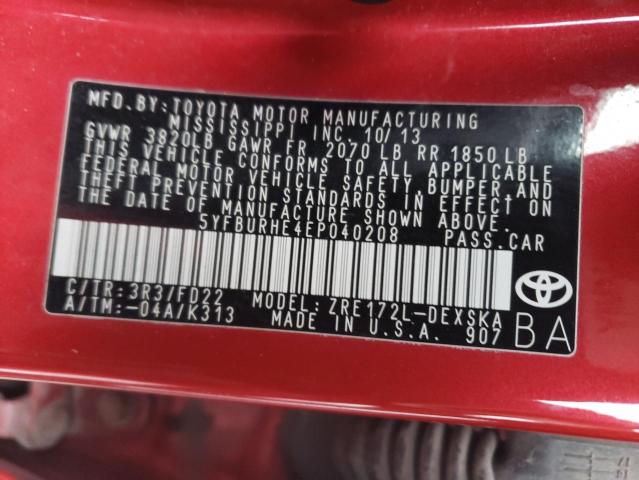 MFD.BY:TOYOTA MOTOR MANUFACTURING
MISSISSIPPI INC. 10/13
GVWR 3820LB GAWR FR 2070 LB RR 1850 LB
THIS VEHICLE CONFORMS TO ALL APPLICABLE
FEDERAL MOTOR VEHICLE SAFETY,BUMPER AND
THEFT PREVENTION STANDARDS IN EFFECT ON
THE DATE OF MANUFACTURE SHOWN ABOVE.
5YFBURHE4EP040208 PASS.CAR
C/TR:3R3/FD22 MODEL:ZRE172L-DEXSKA
A/TM:-04A/K313 MADE IN U.S.A. 907
BA